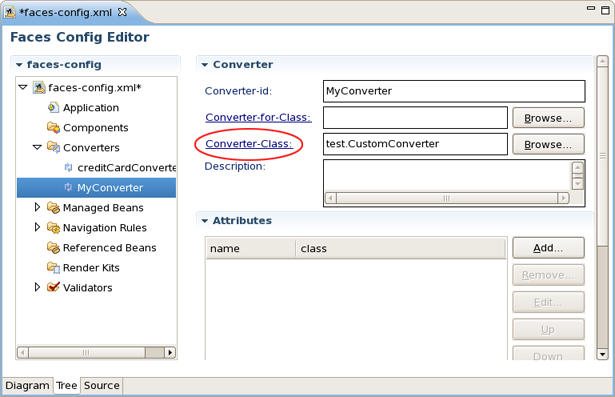 *faces-config.xml
Faces Config Editor
faces-config
faces-config.xml*
Application
Components
Converters
creditCardConverte
MyConverter
Managed Beans
Navigation Rules
Referenced Beans
Render Kits
Validators
Converter
Converter-id: MyConverter
Converter-for-Class: Browse...
Converter-Class: test.CustomConverter Browse...
Description:
Attributes
name class
Add...
Remove...
Edit...
Up
Down
Diagram Tree Source